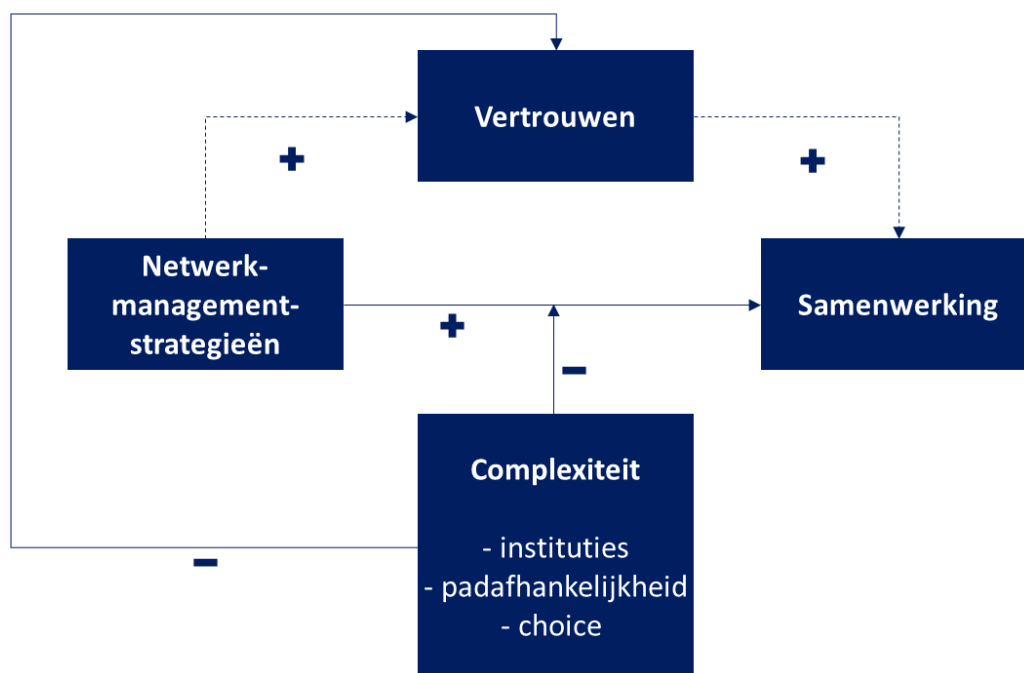 Vertrouwen
+
+
Netwerk-
management-
strategieën
Samenwerking
+
–
Complexiteit
- instituties
- padafhankelijkheid
- choice
–